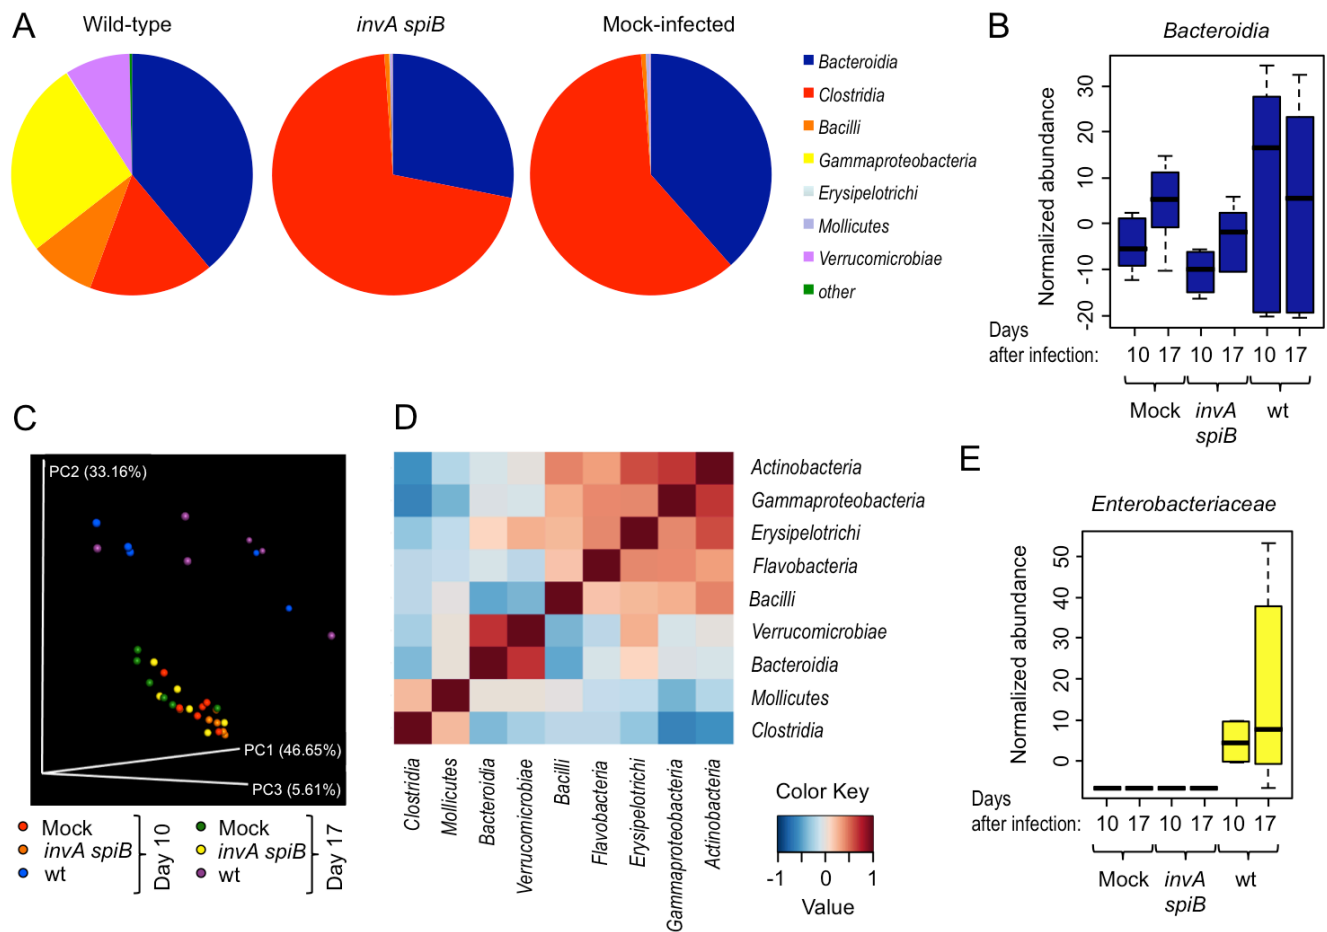 A
Wild-type
invA spiB
Mock-infected
Bacteroidia
Clostridia
Bacilli
Gammaproteobacteria
Erysipelotrichi
Mollicutes
Verrucomicrobiae
other
B
Bacteroidia
Normalized abundance
30
20
10
0
-10
-20
Days
after infection:
10 17 10 17 10 17
Mock invA wt
spiB
C
PC2 (33.16%)
PC1 (46.65%)
PC3 (5.61%)
Mock
invA spiB
wt
Day 10
Mock
invA spiB
wt
Day 17
D
Actinobacteria
Gammaproteobacteria
Erysipelotrichi
Flavobacteria
Bacilli
Verrucomicrobiae
Bacteroidia
Mollicutes
Clostridia
Clostridia
Mollicutes
Bacteroidia
Verrucomicrobiae
Bacilli
Flavobacteria
Erysipelotrichi
Gammaproteobacteria
Actinobacteria
Color Key
-1 0 1
Value
E
Enterobacteriaceae
Normalized abundance
50
40
30
20
10
0
Days
after infection:
10 17 10 17 10 17
Mock invA wt
spiB